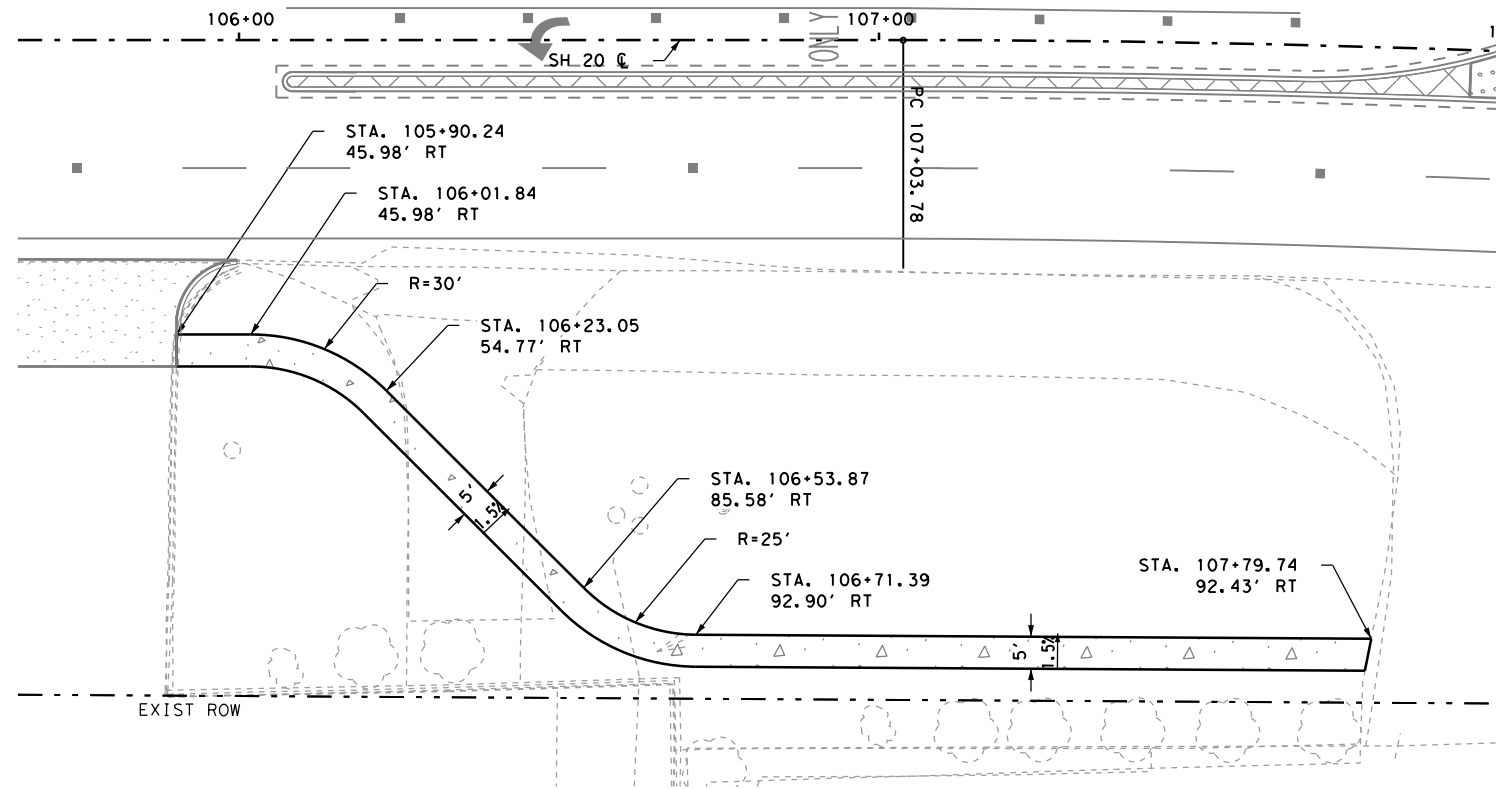 106+00
107+00
ONLY
SH 20 ℄
PC 107+03.78
STA. 105+90.24
45.98' RT
STA. 106+01.84
45.98' RT
R=30'
STA. 106+23.05
54.77' RT
5'
1.5%
STA. 106+53.87
85.58' RT
R=25'
STA. 106+71.39
92.90' RT
STA. 107+79.74
92.43' RT
5'
1.5%
EXIST ROW